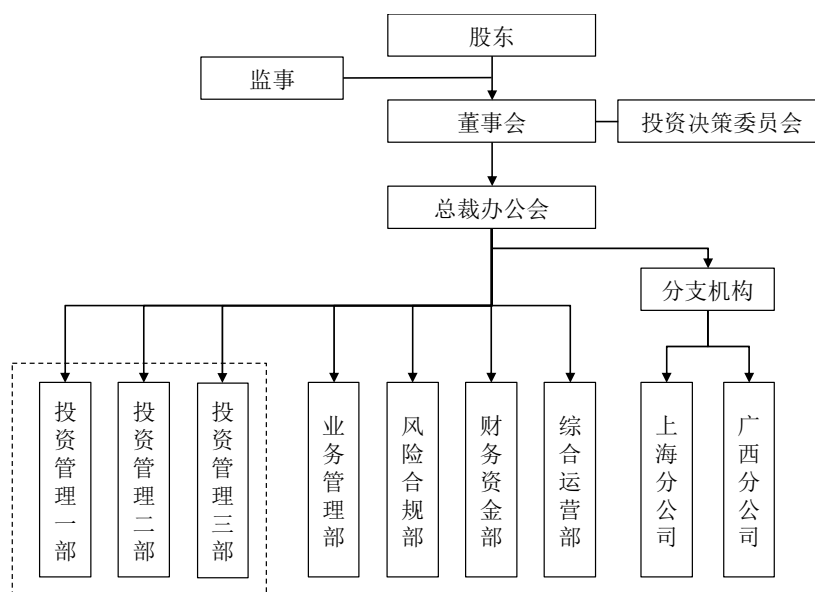 股东
监事
董事会
投资决策委员会
总裁办公会
分支机构
投资管理一部
投资管理二部
投资管理三部
业务管理部
风险合规部
财务资金部
综合运营部
上海分公司
广西分公司